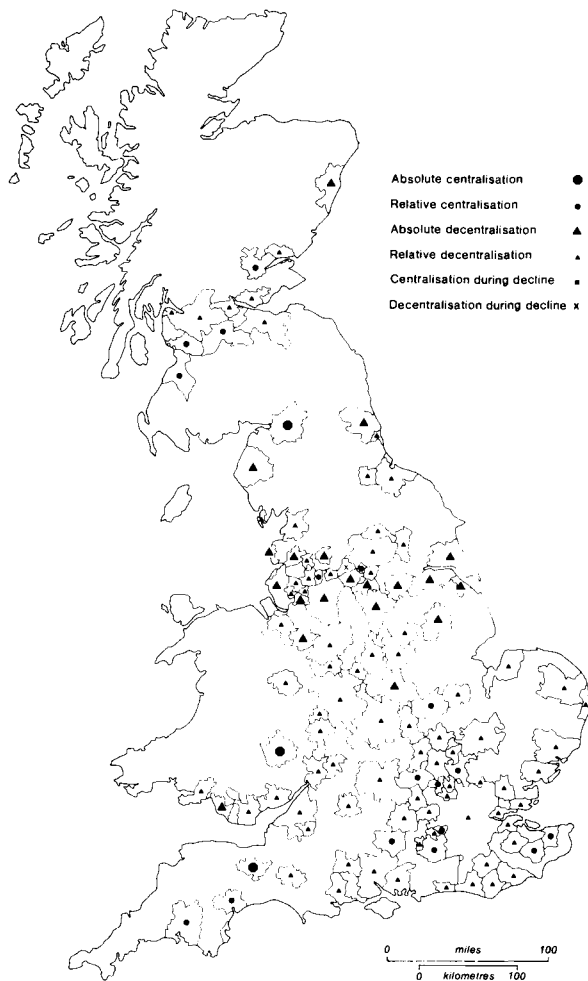 Absolute centralisation
Relative centralisation
Absolute decentralisation
Relative decentralisation
Centralisation during decline
Decentralisation during decline x
0 miles 100
0 kilometres 100